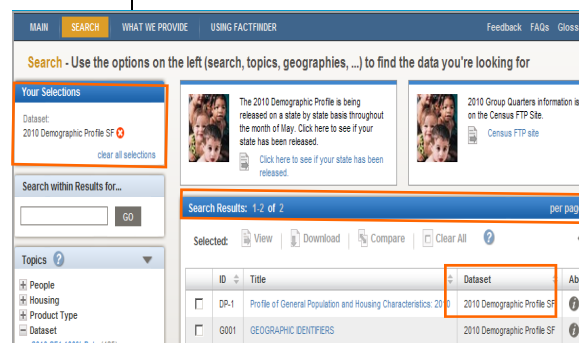 MAIN SEARCH WHAT WE PROVIDE USING FACTFINDER Feedback FAQs Gloss
Search - Use the options on the left (search, topics, geographies, ...) to find the data you're looking for
Your Selections
Dataset:
2010 Demographic Profile SF
clear all selections
The 2010 Demographic Profile is being
released on a state by state basis throughout
the month of May. Click here to see if your
state has been released.
Click here to see if your state has been
released.
2010 Group Quarters information is
on the Census FTP Site.
Census FTP site
Search within Results for...
GO
Search Results: 1-2 of 2 per page
Selected: View Download Compare Clear All ?
Topics ?
People
Housing
Product Type
Dataset
ID Title Dataset Ab
DP-1 Profile of General Population and Housing Characteristics: 2010 2010 Demographic Profile SF
G001 GEOGRAPHIC IDENTIFIERS 2010 Demographic Profile SF